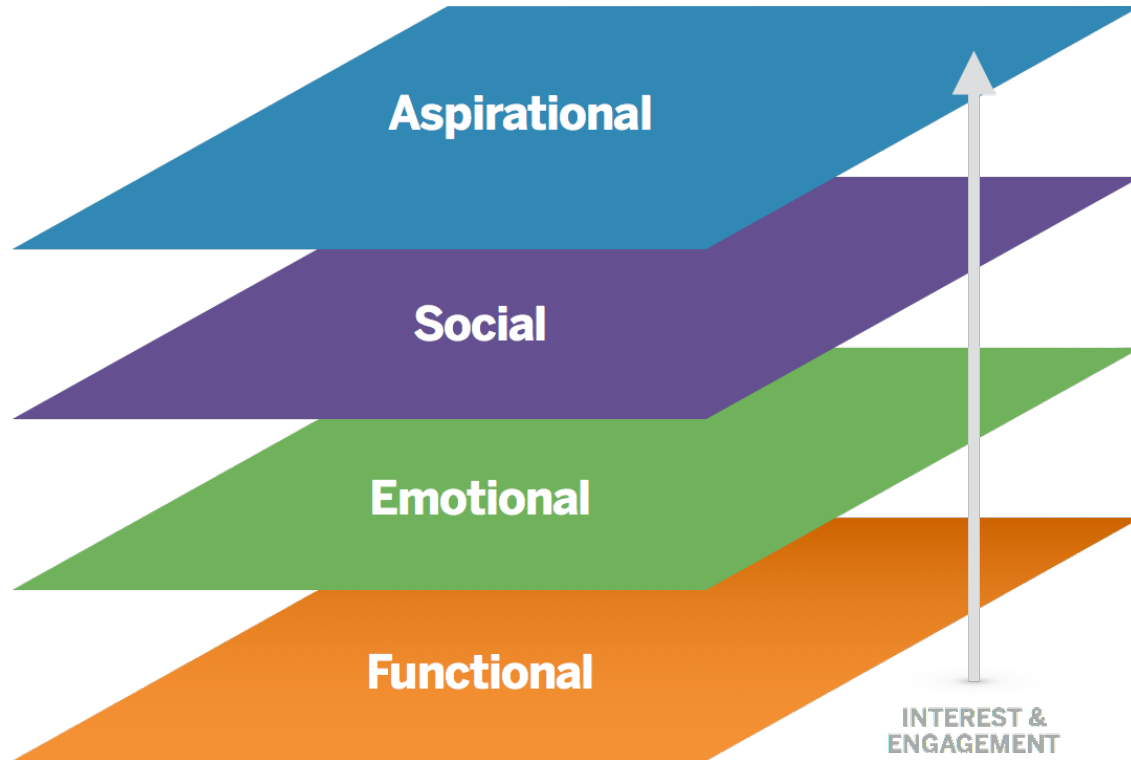 Aspirational
Social
Emotional
Functional
INTEREST &
ENGAGEMENT